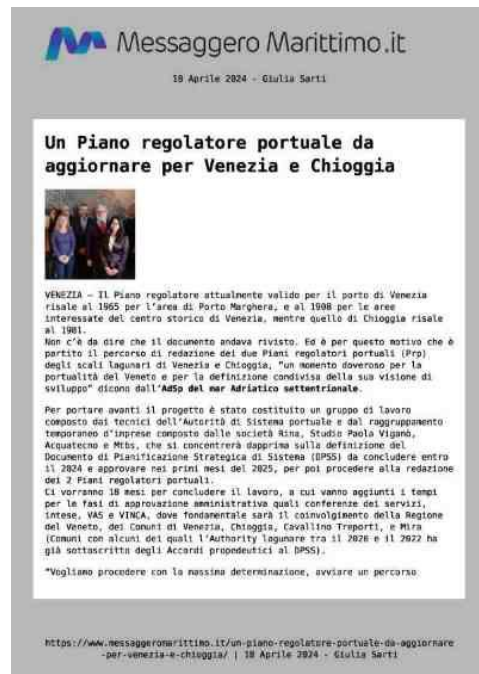 Messaggero Marittimo.it
18 Aprile 2024 - Giulia Sarti
Un Piano regolatore portuale da
aggiornare per Venezia e Chioggia
VENEZIA – Il Piano regolatore attualmente valido per il porto di Venezia
risale al 1965 per l'area di Porto Marghera, e al 1908 per le aree
interessate del centro storico di Venezia, mentre quello di Chioggia risale
al 1981.
Non c'è da dire che il documento andava rivisto. Ed è per questo motivo che è
partito il percorso di redazione dei due Piani regolatori portuali (Prp)
degli scali lagunari di Venezia e Chioggia, "un momento doveroso per la
portualità del Veneto e per la definizione condivisa della sua visione di
sviluppo" dicono dall'AdSp del mar Adriatico settentrionale.
Per portare avanti il progetto è stato costituito un gruppo di lavoro
composto dai tecnici dell'Autorità di Sistema portuale e dal raggruppamento
temporaneo d'imprese composto dalle società Rina, Studio Paola Viganò,
Acquatecno e Mtbs, che si concentrerà dapprima sulla definizione del
Documento di Pianificazione Strategica di Sistema (DPSS) da concludere entro
il 2024 e approvare nei primi mesi del 2025, per poi procedere alla redazione
dei 2 Piani regolatori portuali.
Ci vorranno 18 mesi per concludere il lavoro, a cui vanno aggiunti i tempi
per le fasi di approvazione amministrativa quali conferenze dei servizi,
intese, VAS e VINCA, dove fondamentale sarà il coinvolgimento della Regione
del Veneto, dei Comuni di Venezia, Chioggia, Cavallino Treporti, e Mira
(Comuni con alcuni dei quali l'Authority lagunare tra il 2020 e il 2022 ha
già sottoscritto degli Accordi propedeutici al DPSS).
"Vogliamo procedere con la massima determinazione, avviare un percorso
https://www.messaggeromarittimo.it/un-piano-regolatore-portuale-da-aggiornare
-per-venezia-e-chioggia/ | 18 Aprile 2024 - Giulia Sarti